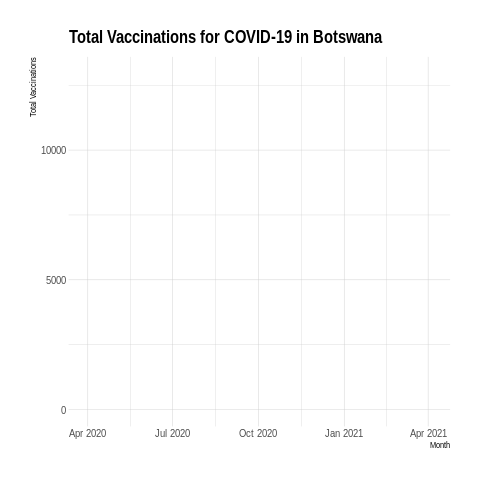 Total Vaccinations for COVID-19 in Botswana
Total Vaccinations
10000
5000
0
Apr 2020
Jul 2020
Oct 2020
Jan 2021
Apr 2021
Month